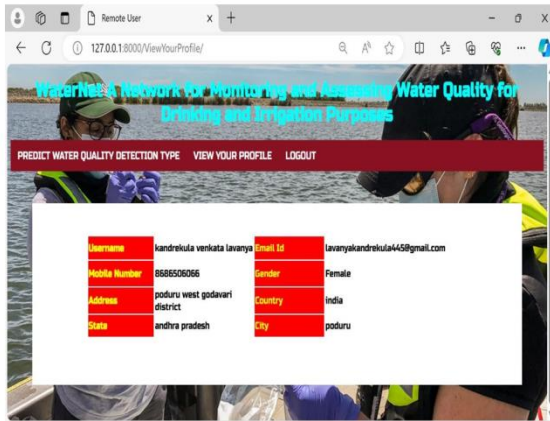 Remote User
127.0.0.1:8000/ViewYourProfile/
WaterNet A Network for Monitoring and Assessing Water Quality for
Drinking and Irrigation Purposes
PREDICT WATER QUALITY DETECTION TYPE VIEW YOUR PROFILE LOGOUT
Username kandrekula venkata lavanya Email Id lavanyakandrekula445@gmail.com
Mobile Number 8686506066 Gender Female
Address poduru west godavari district Country india
State andhra pradesh City poduru